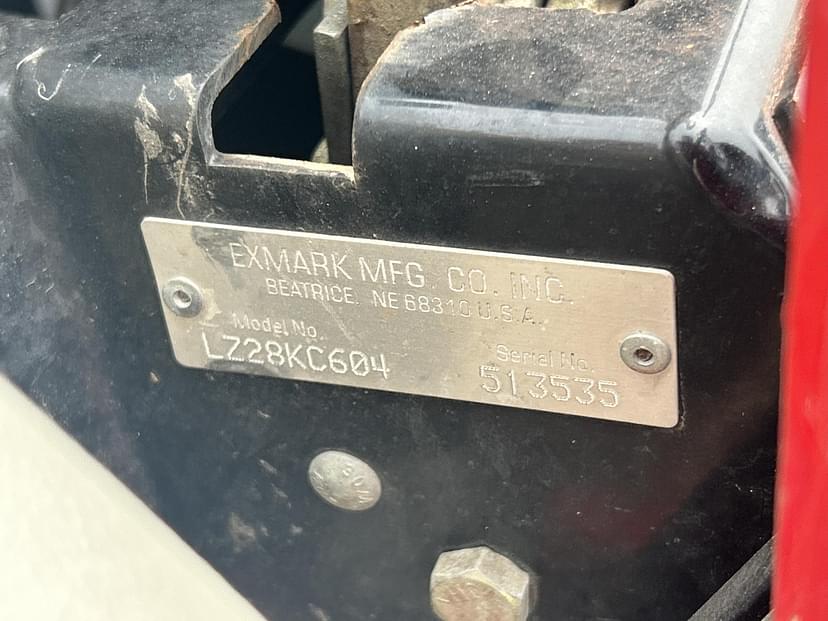 EXMARK MFG. CO. INC.
BEATRICE, NE 68310 U.S.A.
Model No.
LZ28KC604
Serial No.
513535